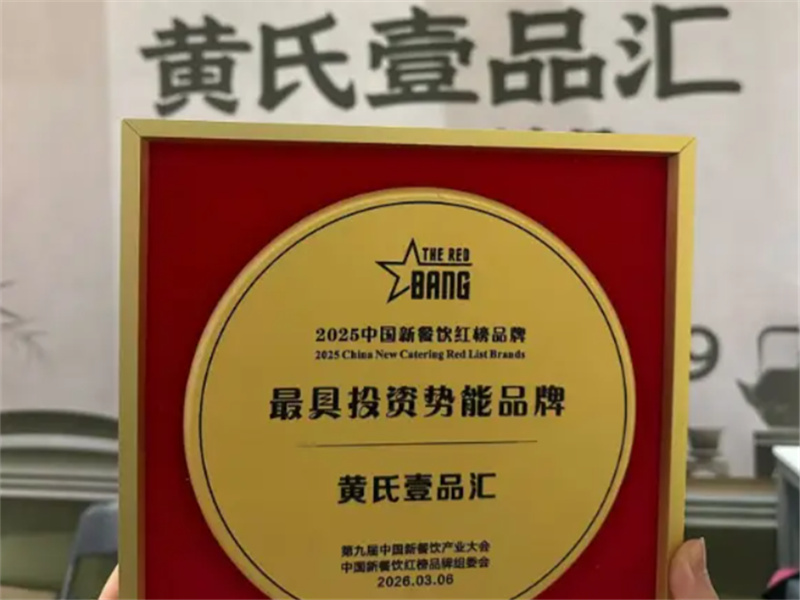 黄氏壹品汇
9
THE RED
BANG
2025中国新餐饮红榜品牌
2025 China New Catering Red List Brands
最具投资势能品牌
黄氏壹品汇
第九届中国新餐饮产业大会
中国新餐饮红榜品牌组委会
2026.03.06